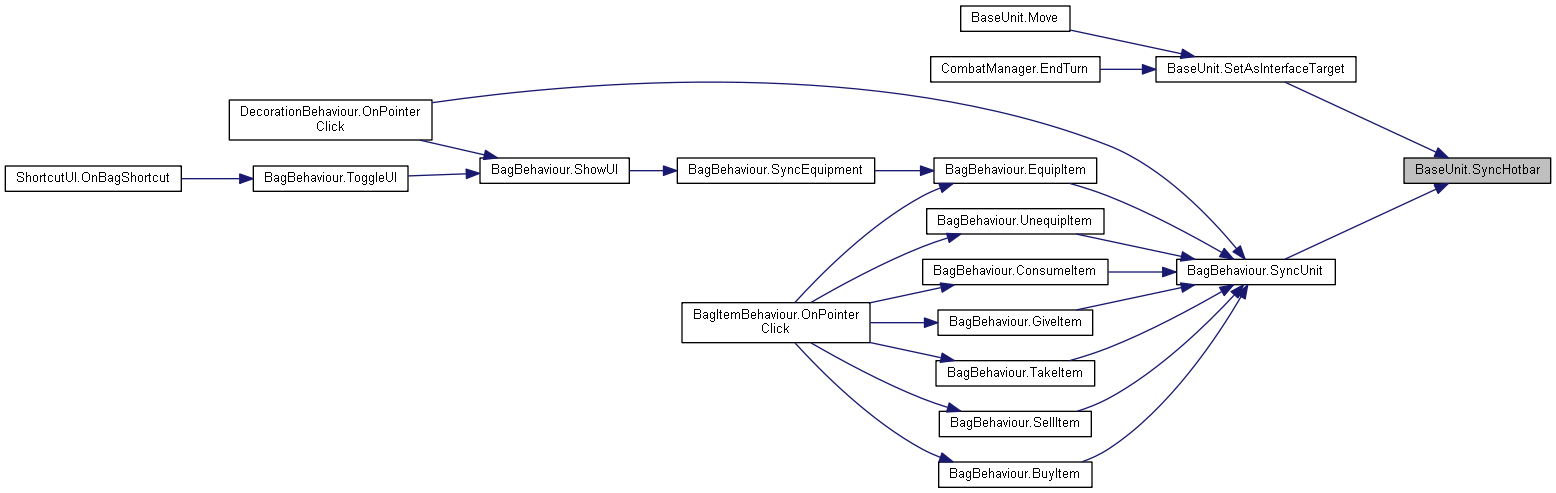 BaseUnit.Move
CombatManager.EndTurn
BaseUnit.SetAsInterfaceTarget
DecorationBehaviour.OnPointer
Click
ShortcutUI.OnBagShortcut
BagBehaviour.ToggleUI
BagBehaviour.ShowUI
BagBehaviour.SyncEquipment
BagBehaviour.EquipItem
BaseUnit.SyncHotbar
BagBehaviour.UnequipItem
BagBehaviour.ConsumeItem
BagBehaviour.SyncUnit
BagItemBehaviour.OnPointer
Click
BagBehaviour.GiveItem
BagBehaviour.TakeItem
BagBehaviour.SellItem
BagBehaviour.BuyItem